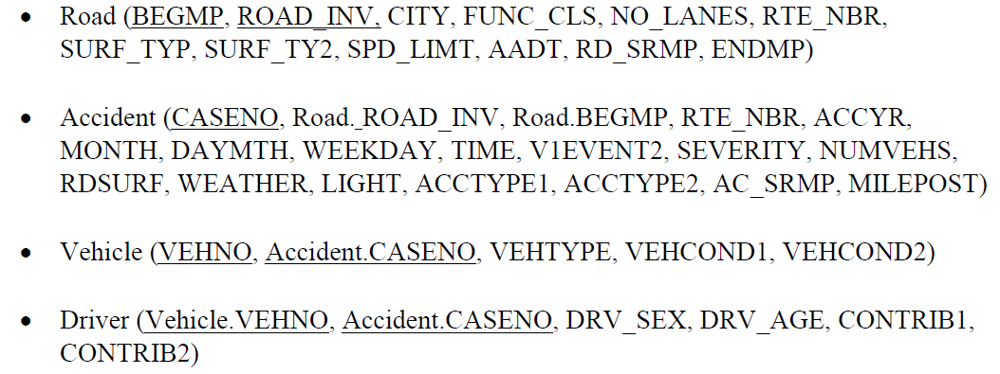 • Road (BEGMP, ROAD_INV, CITY, FUNC_CLS, NO_LANES, RTE_NBR,
SURF_TYP, SURF_TY2, SPD_LIMT, AADT, RD_SRMP, ENDMP)
• Accident (CASENO, Road._ROAD_INV, Road.BEGMP, RTE_NBR, ACCYR,
MONTH, DAYMTH, WEEKDAY, TIME, V1EVENT2, SEVERITY, NUMVEHS,
RDSURF, WEATHER, LIGHT, ACCTYPE1, ACCTYPE2, AC_SRMP, MILEPOST)
• Vehicle (VEHNO, Accident.CASENO, VEHTYPE, VEHCOND1, VEHCOND2)
• Driver (Vehicle.VEHNO, Accident.CASENO, DRV_SEX, DRV_AGE, CONTRIB1,
CONTRIB2)